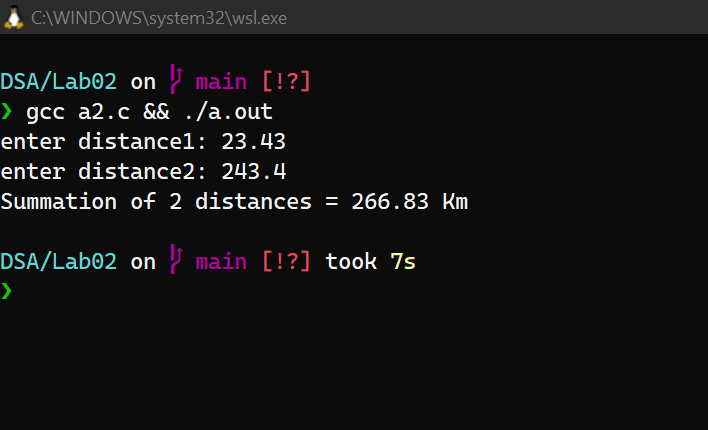 C:\WINDOWS\system32\wsl.exe
DSA/Lab02 on main [!?]
❯ gcc a2.c && ./a.out
enter distance1: 23.43
enter distance2: 243.4
Summation of 2 distances = 266.83 Km
DSA/Lab02 on main [!?] took 7s
❯